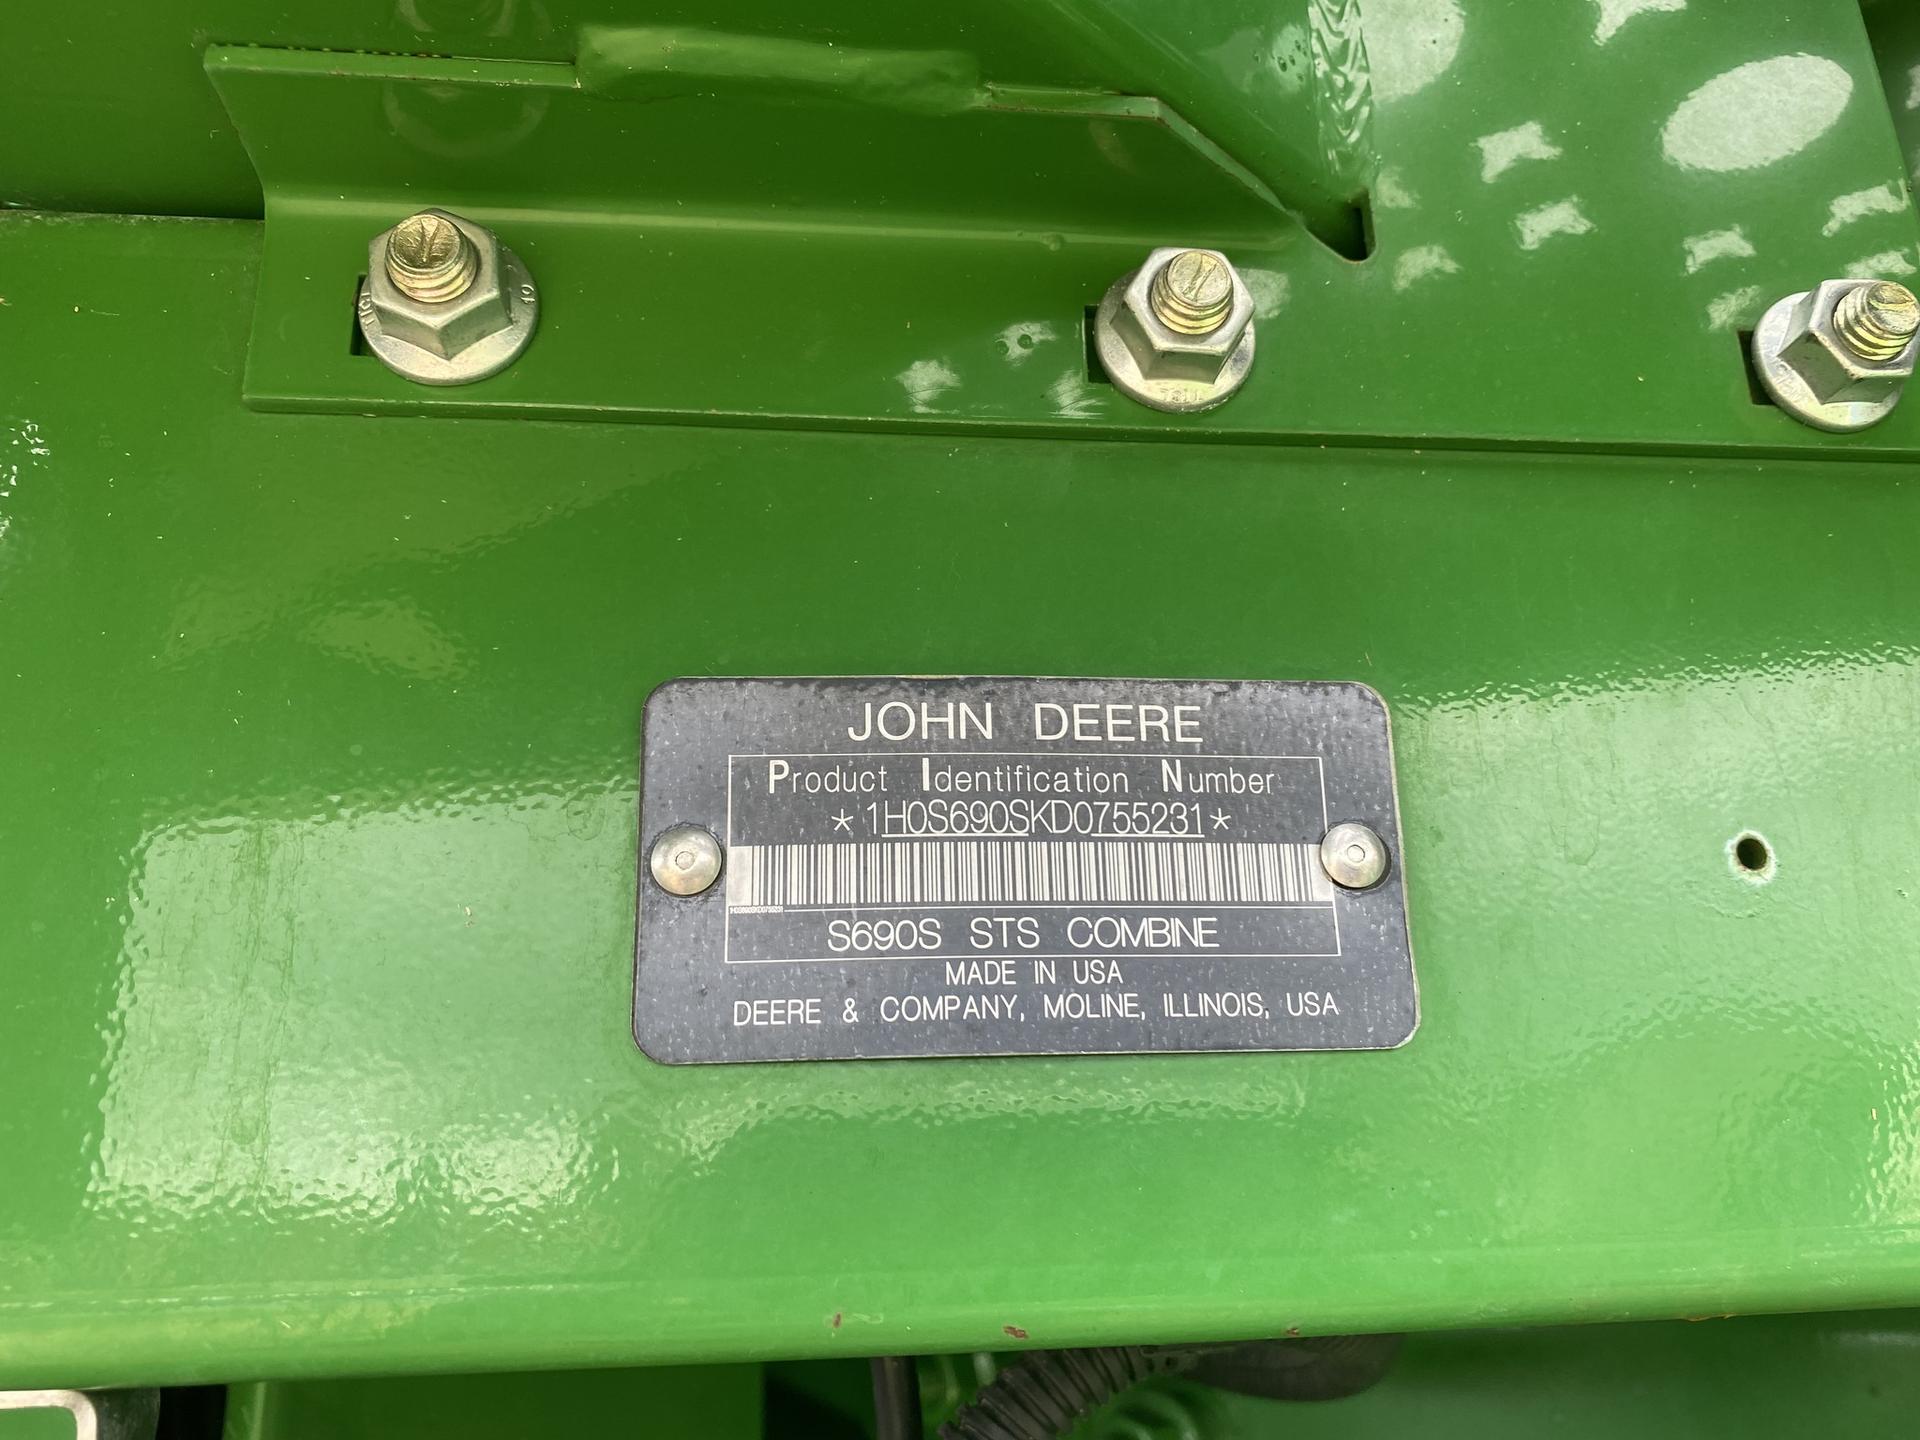 JOHN DEERE
Product Identification Number
*1H0S690SKD0755231*
S690S STS COMBINE
MADE IN USA
DEERE & COMPANY, MOLINE, ILLINOIS, USA